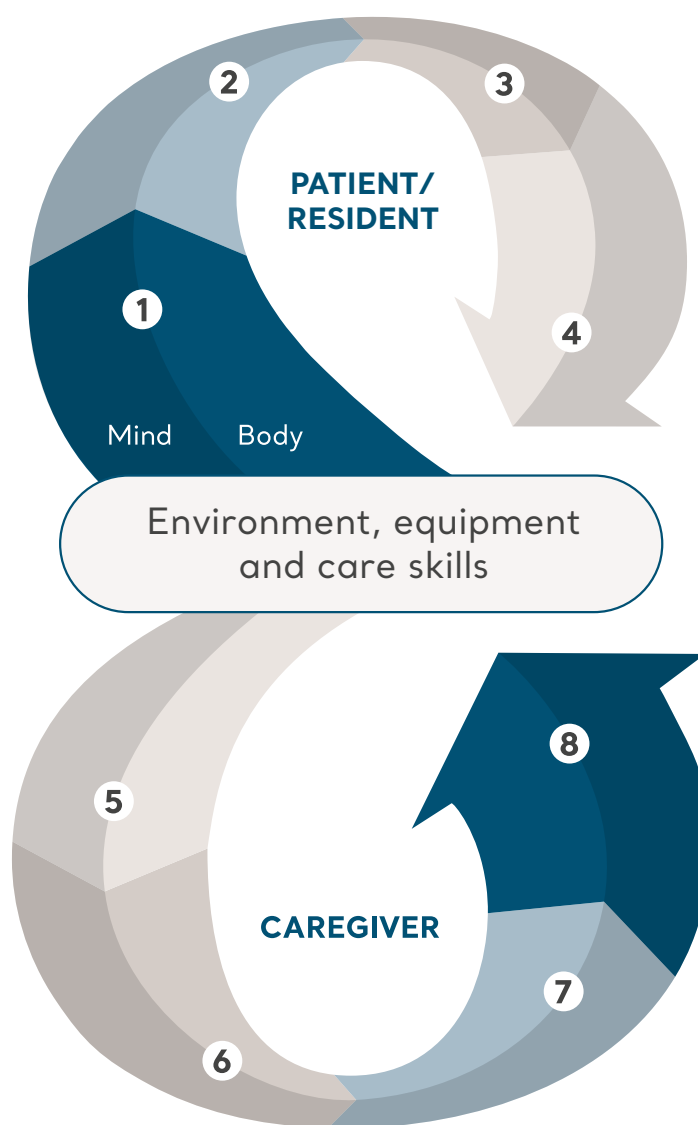 2
3
PATIENT/
RESIDENT
1
4
Mind Body
Environment, equipment
and care skills
8
5
CAREGIVER
7
6